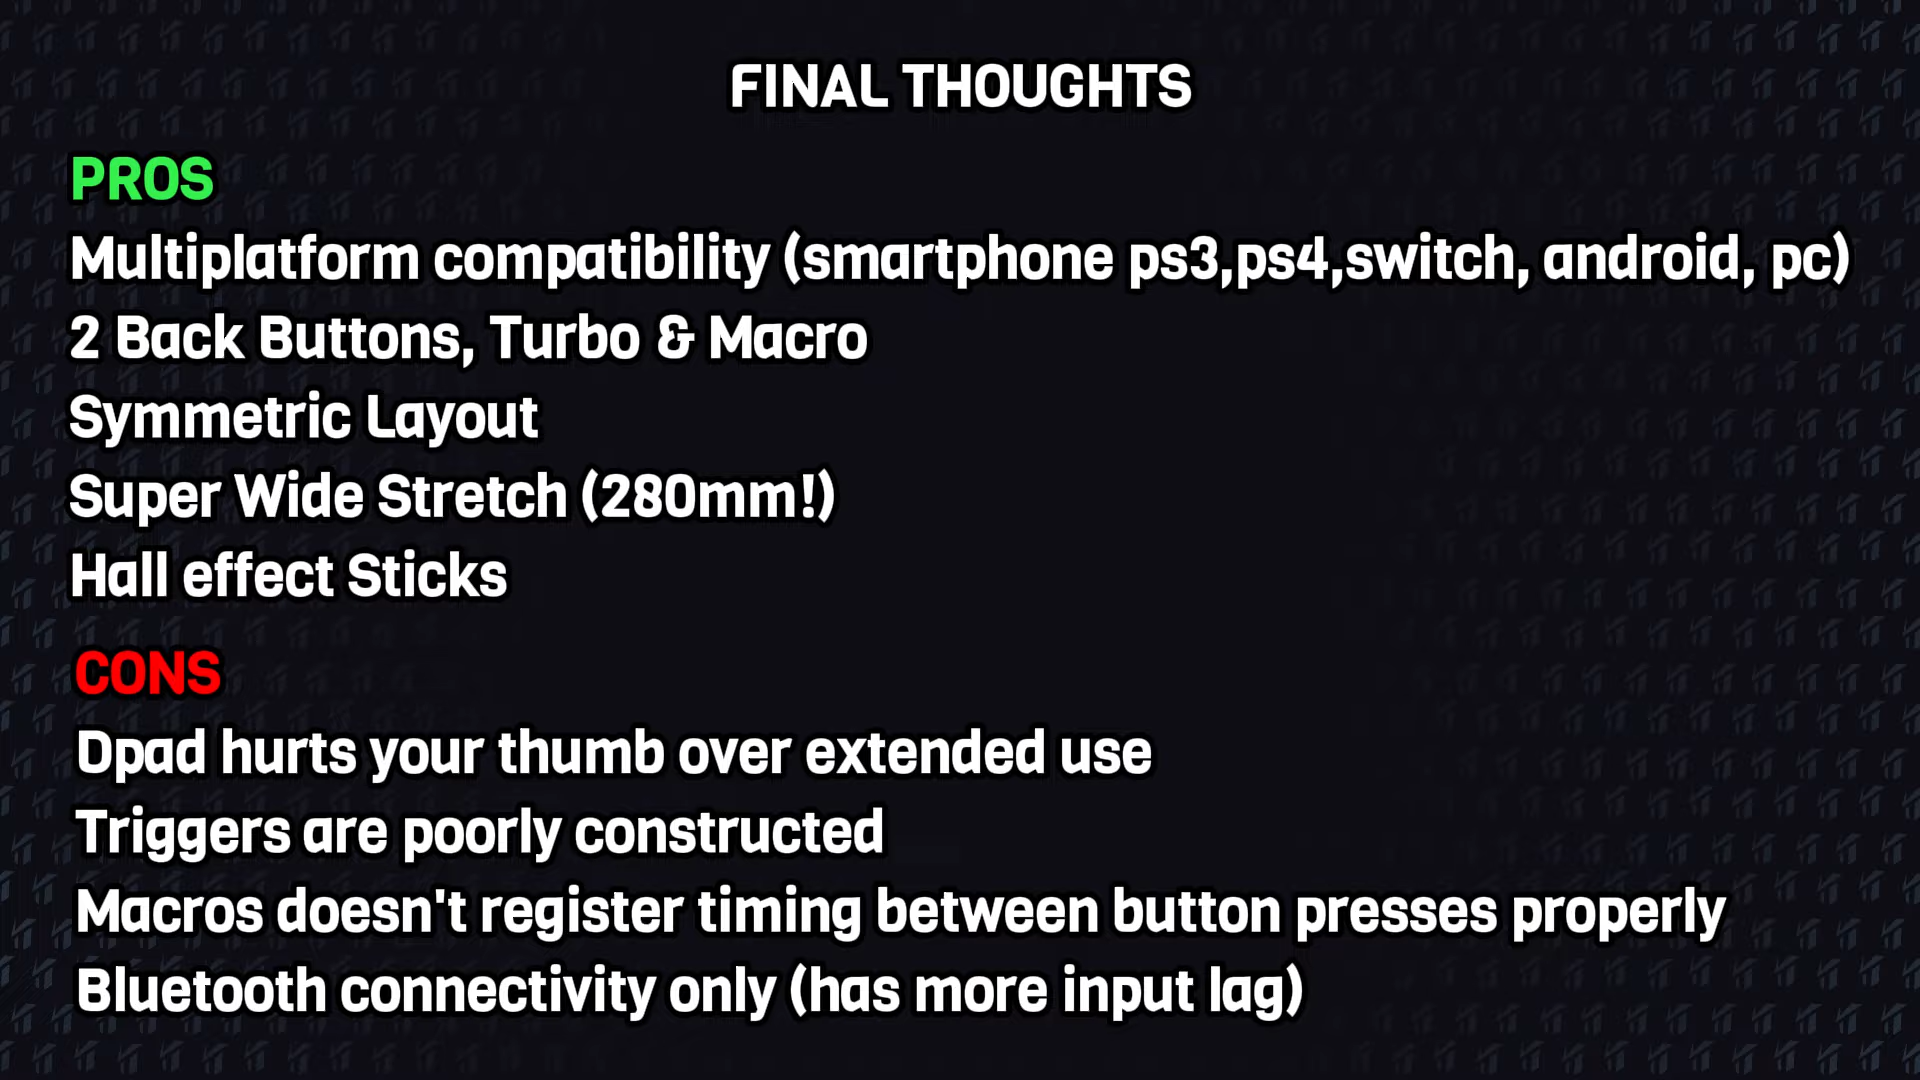 FINAL THOUGHTS
PROS
Multiplatform compatibility (smartphone ps3,ps4,switch, android, pc)
2 Back Buttons, Turbo & Macro
Symmetric Layout
Super Wide Stretch (280mm!)
Hall effect Sticks
CONS
Dpad hurts your thumb over extended use
Triggers are poorly constructed
Macros doesn't register timing between button presses properly
Bluetooth connectivity only (has more input lag)